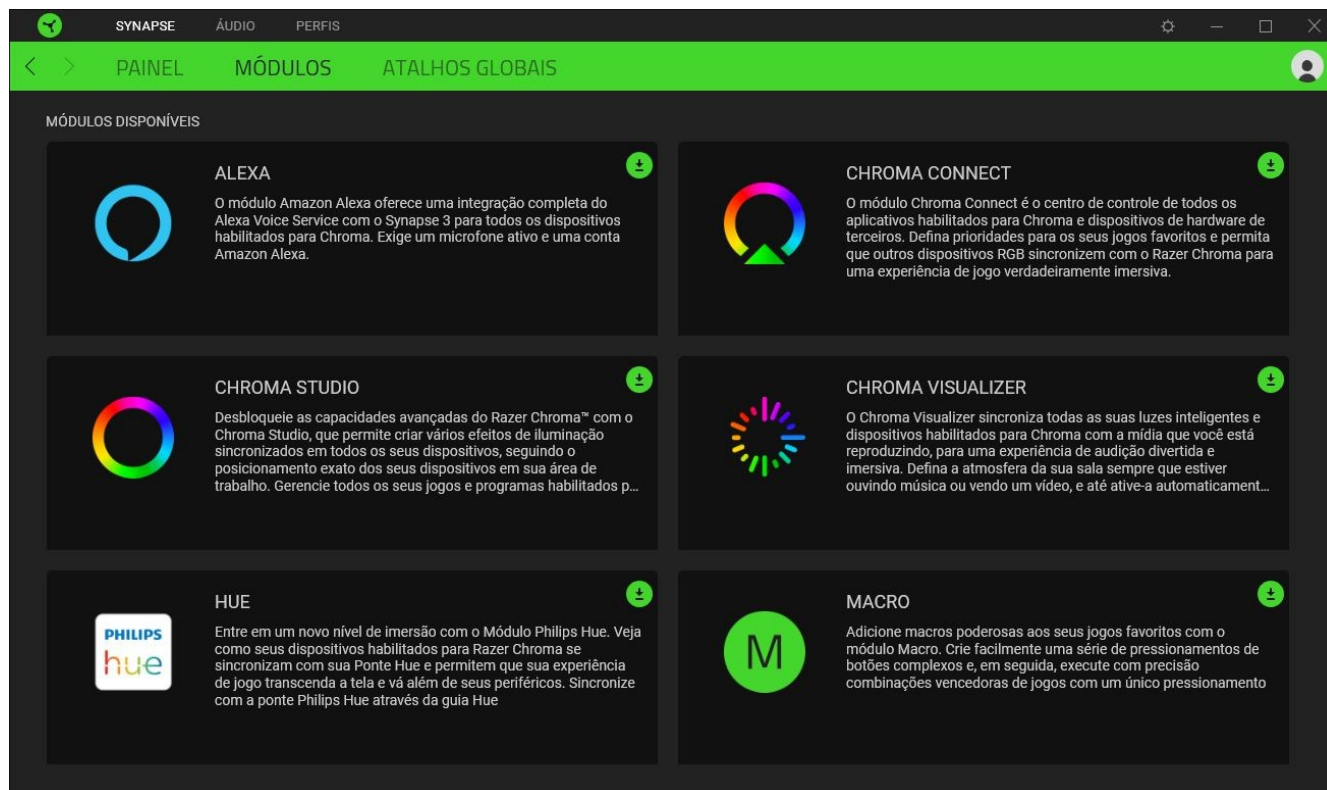 SYNAPSE ÁUDIO PERFIS
PAINEL MÓDULOS ATALHOS GLOBAIS
MÓDULOS DISPONÍVEIS
ALEXA
O módulo Amazon Alexa oferece uma integração completa do
Alexa Voice Service com o Synapse 3 para todos os dispositivos
habilitados para Chroma. Exige um microfone ativo e uma conta
Amazon Alexa.
CHROMA CONNECT
O módulo Chroma Connect é o centro de controle de todos os
aplicativos habilitados para Chroma e dispositivos de hardware de
terceiros. Defina prioridades para os seus jogos favoritos e permita
que outros dispositivos RGB sincronizem com o Razer Chroma para
uma experiência de jogo verdadeiramente imersiva.
CHROMA STUDIO
Desbloqueie as capacidades avançadas do Razer Chroma™ com o
Chroma Studio, que permite criar vários efeitos de iluminação
sincronizados em todos os seus dispositivos, seguindo o
posicionamento exato dos seus dispositivos em sua área de
trabalho. Gerencie todos os seus jogos e programas habilitados p...
CHROMA VISUALIZER
O Chroma Visualizer sincroniza todas as suas luzes inteligentes e
dispositivos habilitados para Chroma com a mídia que você está
reproduzindo, para uma experiência de audição divertida e
imersiva. Defina a atmosfera da sua sala sempre que estiver
ouvindo música ou vendo um vídeo, e até ative-a automaticament...
PHILIPS
hue
HUE
Entre em um novo nível de imersão com o Módulo Philips Hue. Veja
como seus dispositivos habilitados para Razer Chroma se
sincronizam com sua Ponte Hue e permitem que sua experiência
de jogo transcenda a tela e vá além de seus periféricos. Sincronize
com a ponte Philips Hue através da guia Hue
M
MACRO
Adicione macros poderosas aos seus jogos favoritos com o
módulo Macro. Crie facilmente uma série de pressionamentos de
botões complexos e, em seguida, execute com precisão
combinações vencedoras de jogos com um único pressionamento